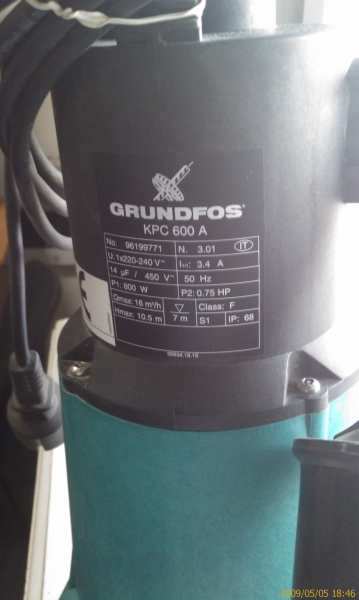 GRUNDFOS
KPC 600 A
No: 96199771 N. 3.01 IT
U: 1x220-240 V~ I1/1: 3.4 A
14 µF / 450 V~ 50 Hz
P1: 800 W P2: 0.75 HP
Qmax: 16 m³/h 7 m Class: F
Hmax: 10.5 m S1 IP: 68
00634.18.15
CE
2009/05/05 18:46